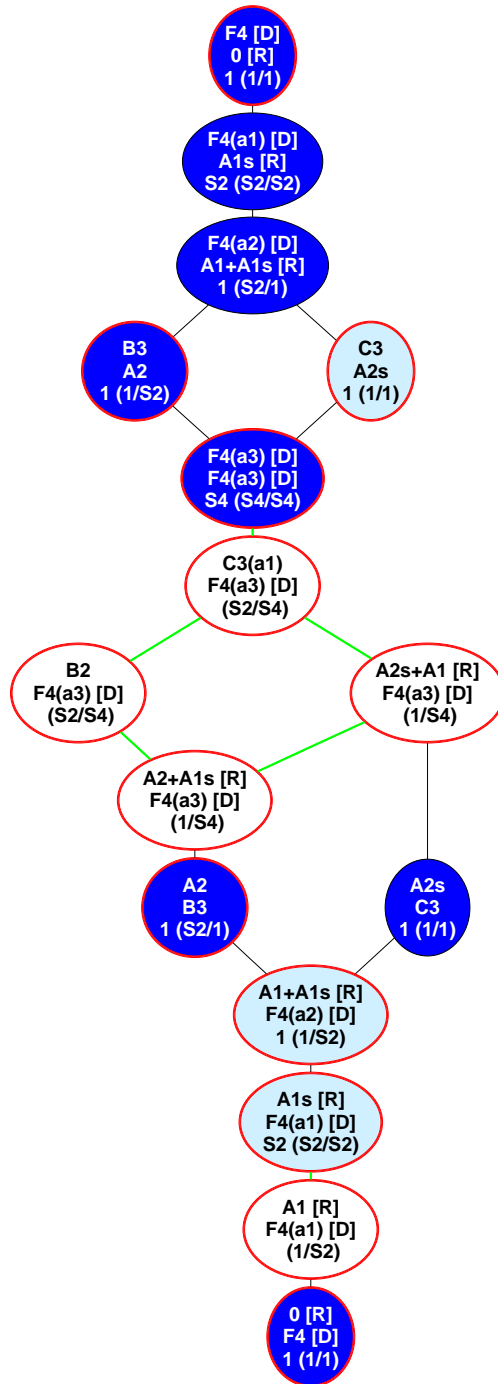 F4 [D]
0 [R]
1 (1/1)
F4(a1) [D]
A1s [R]
S2 (S2/S2)
F4(a2) [D]
A1+A1s [R]
1 (S2/1)
B3
A2
1 (1/S2)
C3
A2s
1 (1/1)
F4(a3) [D]
F4(a3) [D]
S4 (S4/S4)
C3(a1)
F4(a3) [D]
(S2/S4)
B2
F4(a3) [D]
(S2/S4)
A2s+A1 [R]
F4(a3) [D]
(1/S4)
A2+A1s [R]
F4(a3) [D]
(1/S4)
A2
B3
1 (S2/1)
A2s
C3
1 (1/1)
A1+A1s [R]
F4(a2) [D]
1 (1/S2)
A1s [R]
F4(a1) [D]
S2 (S2/S2)
A1 [R]
F4(a1) [D]
(1/S2)
0 [R]
F4 [D]
1 (1/1)